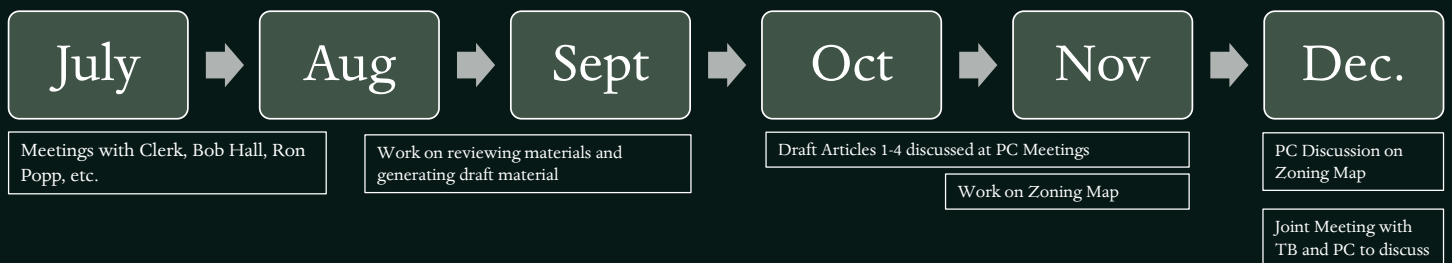 July
Aug
Sept
Oct
Nov
Dec.
Meetings with Clerk, Bob Hall, Ron
Popp, etc.
Work on reviewing materials and
generating draft material
Draft Articles 1-4 discussed at PC Meetings
Work on Zoning Map
PC Discussion on
Zoning Map
Joint Meeting with
TB and PC to discuss